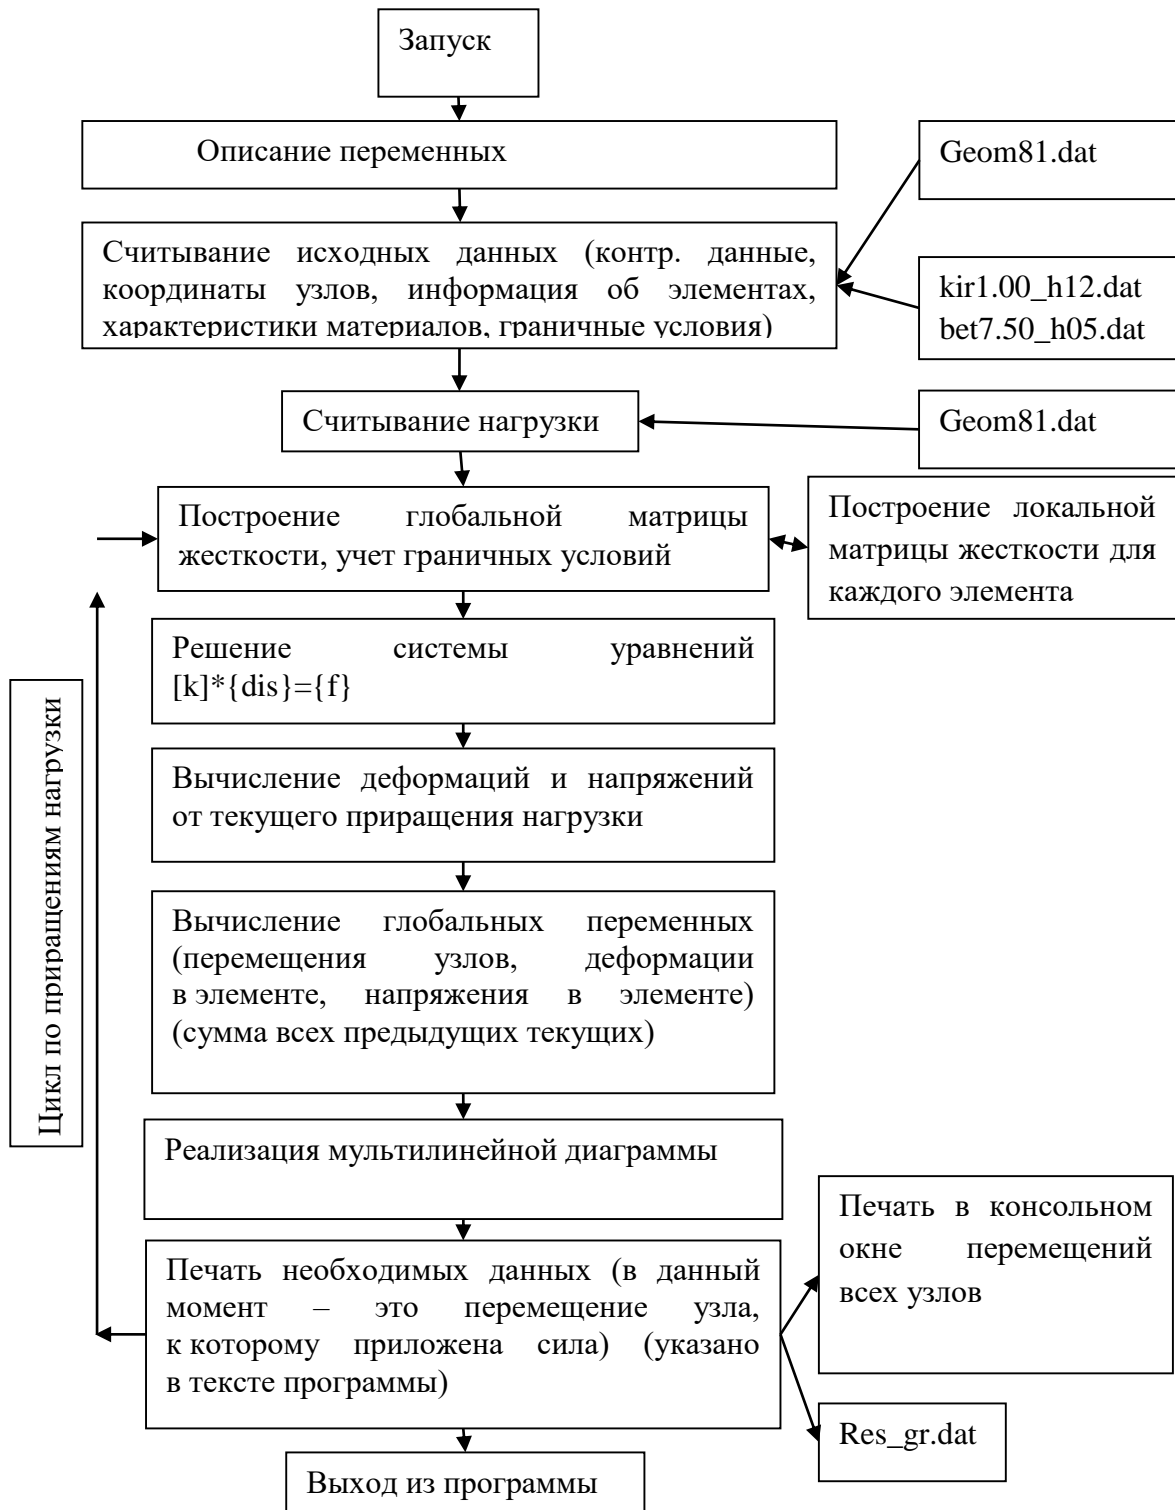 Запуск
Описание переменных
Geom81.dat
Считывание исходных данных (контр. данные,
координаты узлов, информация об элементах,
характеристики материалов, граничные условия)
kir1.00_h12.dat
bet7.50_h05.dat
Считывание нагрузки
Geom81.dat
Построение глобальной матрицы
жесткости, учет граничных условий
Построение локальной
матрицы жесткости для
каждого элемента
Решение системы уравнений
[k]*{dis}={f}
Цикл по приращениям нагрузки
Вычисление деформаций и напряжений
от текущего приращения нагрузки
Вычисление глобальных переменных
(перемещения узлов, деформации
в элементе, напряжения в элементе)
(сумма всех предыдущих текущих)
Реализация мультилинейной диаграммы
Печать в консольном
окне перемещений
всех узлов
Печать необходимых данных (в данный
момент – это перемещение узла,
к которому приложена сила) (указано
в тексте программы)
Res_gr.dat
Выход из программы